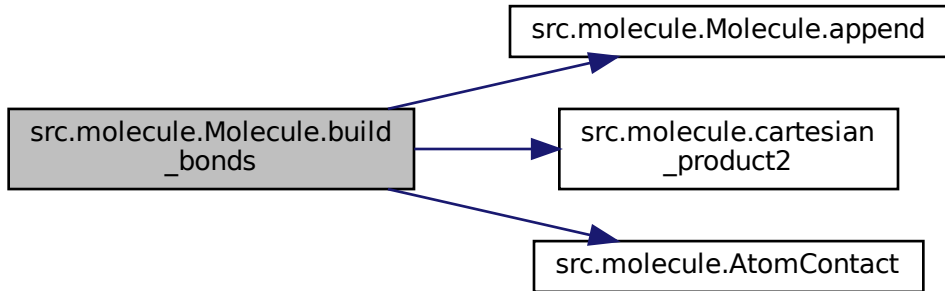 src.molecule.Molecule.append
src.molecule.Molecule.build
_bonds
src.molecule.cartesian
_product2
src.molecule.AtomContact